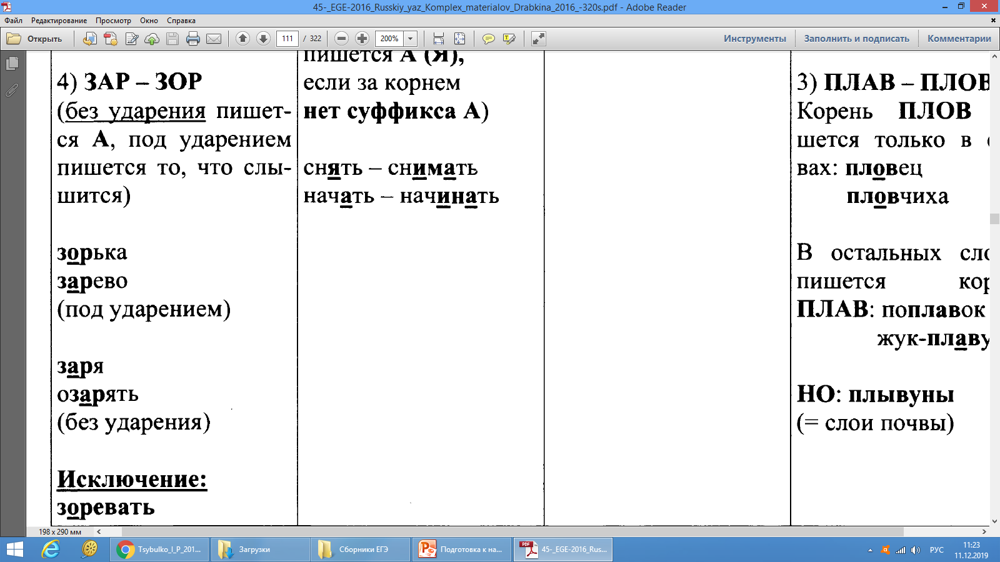 45-_EGE-2016_Russkiy_yaz_Komplex_materialov_Drabkina_2016_-320s.pdf - Adobe Reader
Файл Редактирование Просмотр Окно Справка
Открыть 111 / 322 200% Инструменты Заполнить и подписать Комментарии
4) ЗАР – ЗОР
(без ударения пишет-
ся А, под ударением
пишется то, что слы-
шится)
зорька
зарево
(под ударением)
заря
озарять
(без ударения)
Исключение:
зоревать
пишется А (Я),
если за корнем
нет суффикса А)
снять – снимать
начать – начинать
3) ПЛАВ – ПЛОВ
Корень ПЛОВ
шется только в с
вах: пловец
пловчиха
В остальных сло
пишется кор
ПЛАВ: поплавок
жук-плаву
НО: плывуны
(= слои почвы)
198 x 290 мм
Tsybulko_I_P_201... Загрузки Сборники ЕГЭ Подготовка к на... 45-_EGE-2016_Rus... РУС 11:23
11.12.2019